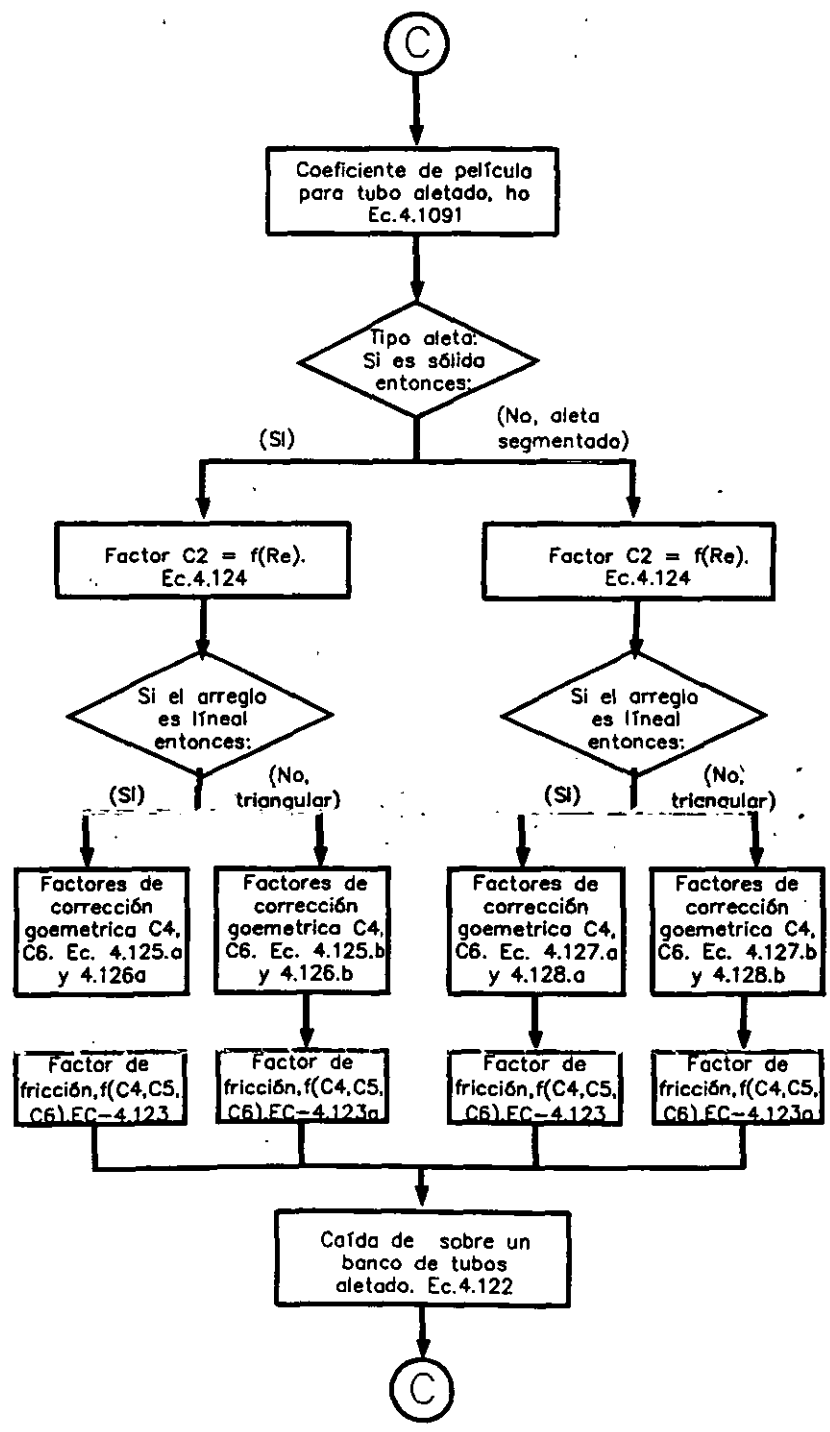 C
Coeficiente de película
para tubo aletado, ho
Ec.4.1091
Tipo aleta:
Si es sólida
entonces:
(SI)
(No, aleta
segmentado)
Factor C2 = f(Re).
Ec.4.124
Factor C2 = f(Re).
Ec.4.124
Si el arreglo
es líneal
entonces:
Si el arreglo
es líneal
entonces:
(SI)
(No,
triangular)
(SI)
(No,
triangular)
Factores de
corrección
goemetrica C4,
C6. Ec. 4.125.a
y 4.126a
Factores de
corrección
goemetrica C4,
C6. Ec. 4.125.b
y 4.126.b
Factores de
corrección
goemetrica C4,
C6. Ec. 4.127.a
y 4.128.a
Factores de
corrección
goemetrica C4,
C6. Ec. 4.127.b
y 4.128.b
Factor de
fricción,f(C4,C5,
C6).EC-4.123
Factor de
fricción,f(C4,C5,
C6).EC-4.123a
Factor de
fricción,f(C4,C5,
C6).EC-4.123
Factor de
fricción,f(C4,C5,
C6).EC-4.123a
Caída de sobre un
banco de tubos
aletado. Ec.4.122
C